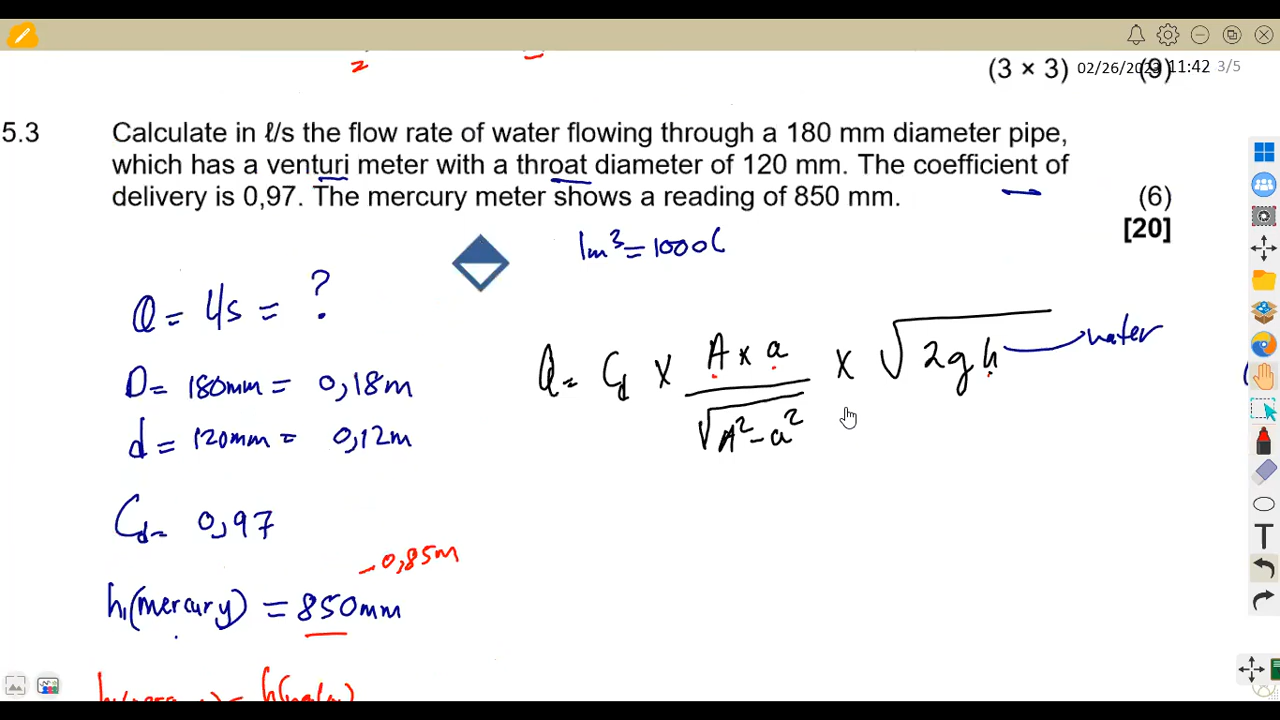 (3 × 3) (9)
02/26/2023 11:42 3/5
5.3 Calculate in ℓ/s the flow rate of water flowing through a 180 mm diameter pipe,
which has a venturi meter with a throat diameter of 120 mm. The coefficient of
delivery is 0,97. The mercury meter shows a reading of 850 mm.
(6)
[20]
1m³ = 1000l
Q = l/s = ?
D = 180mm = 0,18m
d = 120mm = 0,12m
Cd = 0,97
h₁(mercury) = 850mm
- 0,85m
Q = Cd × A × a / √A² - a² × √2gh
water
T